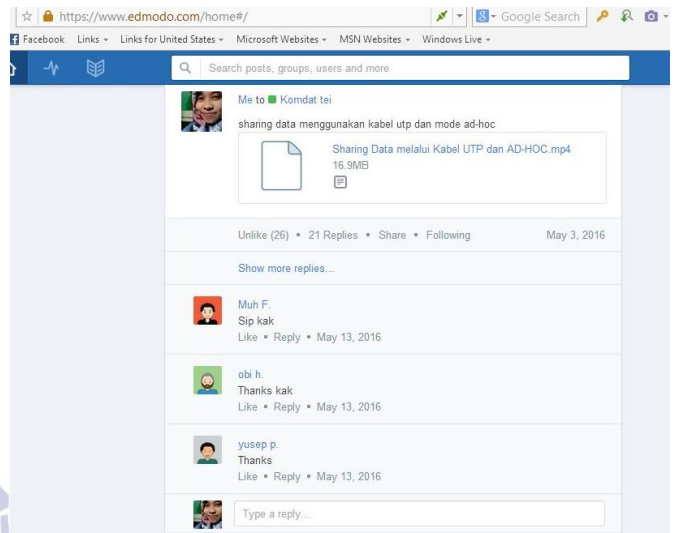 https://www.edmodo.com/home#/
Google Search
Facebook Links Links for United States Microsoft Websites MSN Websites Windows Live
Search posts, groups, users and more
Me to Komdat tei
sharing data menggunakan kabel utp dan mode ad-hoc
Sharing Data melalui Kabel UTP dan AD-HOC.mp4
16.9MB
Unlike (26) • 21 Replies • Share • Following May 3, 2016
Show more replies...
Muh F.
Sip kak
Like • Reply • May 13, 2016
obi h.
Thanks kak
Like • Reply • May 13, 2016
yusep p.
Thanks
Like • Reply • May 13, 2016
Type a reply...